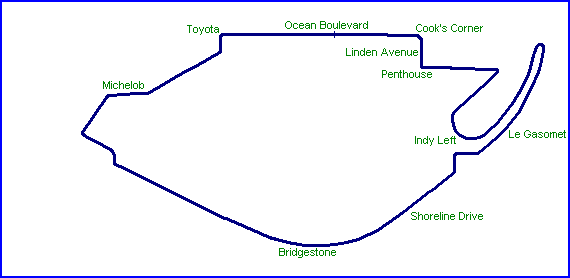 Ocean Boulevard
Toyota
Cook's Corner
Linden Avenue
Penthouse
Michelob
Indy Left
Le Gasomet
Shoreline Drive
Bridgestone